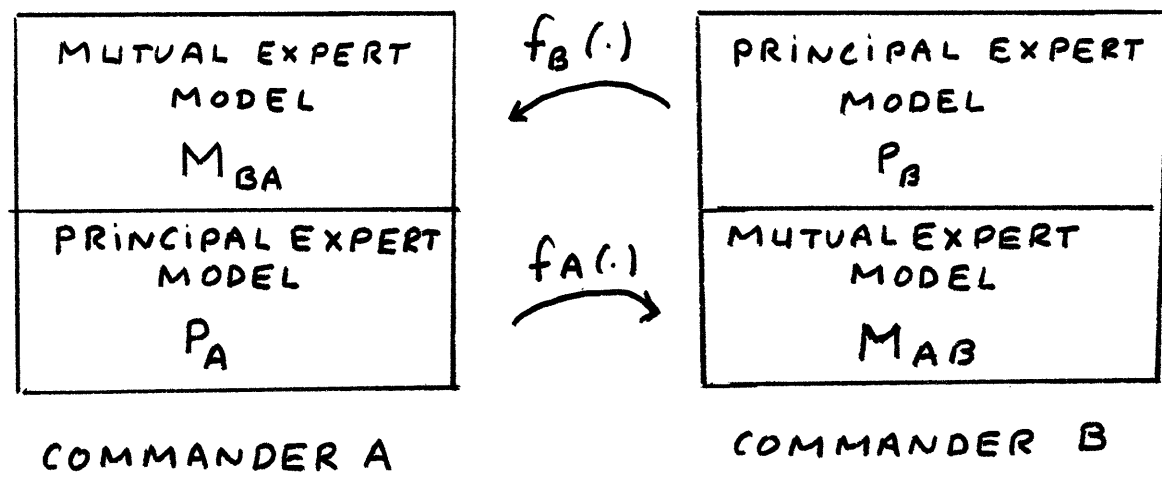 MUTUAL EXPERT
MODEL
M_BA
PRINCIPAL EXPERT
MODEL
P_A
COMMANDER A
f_B (·)
f_A (·)
PRINCIPAL EXPERT
MODEL
P_B
MUTUAL EXPERT
MODEL
M_AB
COMMANDER B